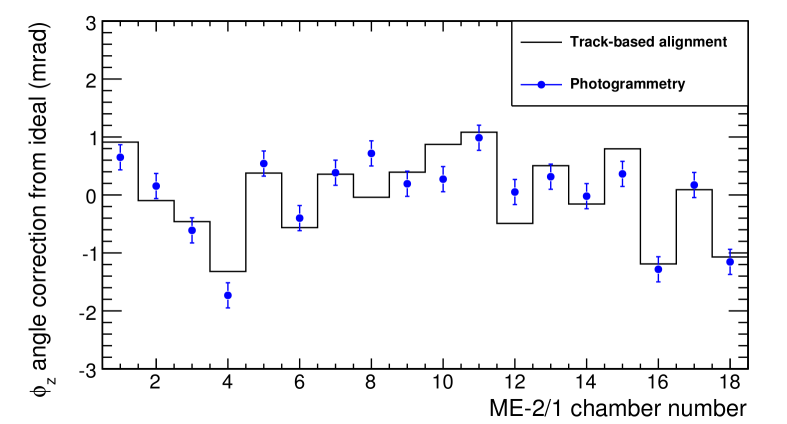 3
2
1
0
-1
-2
-3
ϕz angle correction from ideal (mrad)
Track-based alignment
Photogrammetry
2 4 6 8 10 12 14 16 18
ME-2/1 chamber number